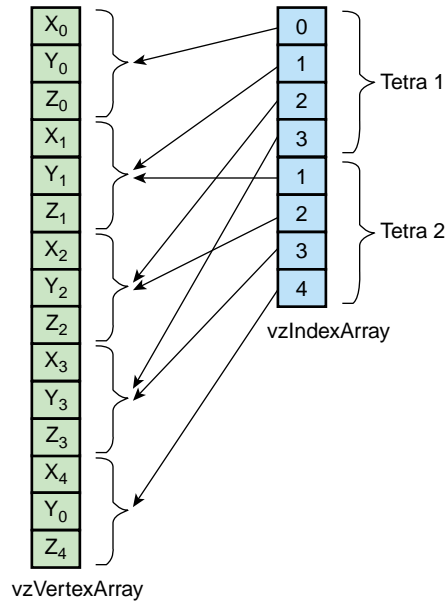 X0
Y0
Z0
X1
Y1
Z1
X2
Y2
Z2
X3
Y3
Z3
X4
Y0
Z4
vzVertexArray
0
1
2
3
1
2
3
4
vzIndexArray
Tetra 1
Tetra 2